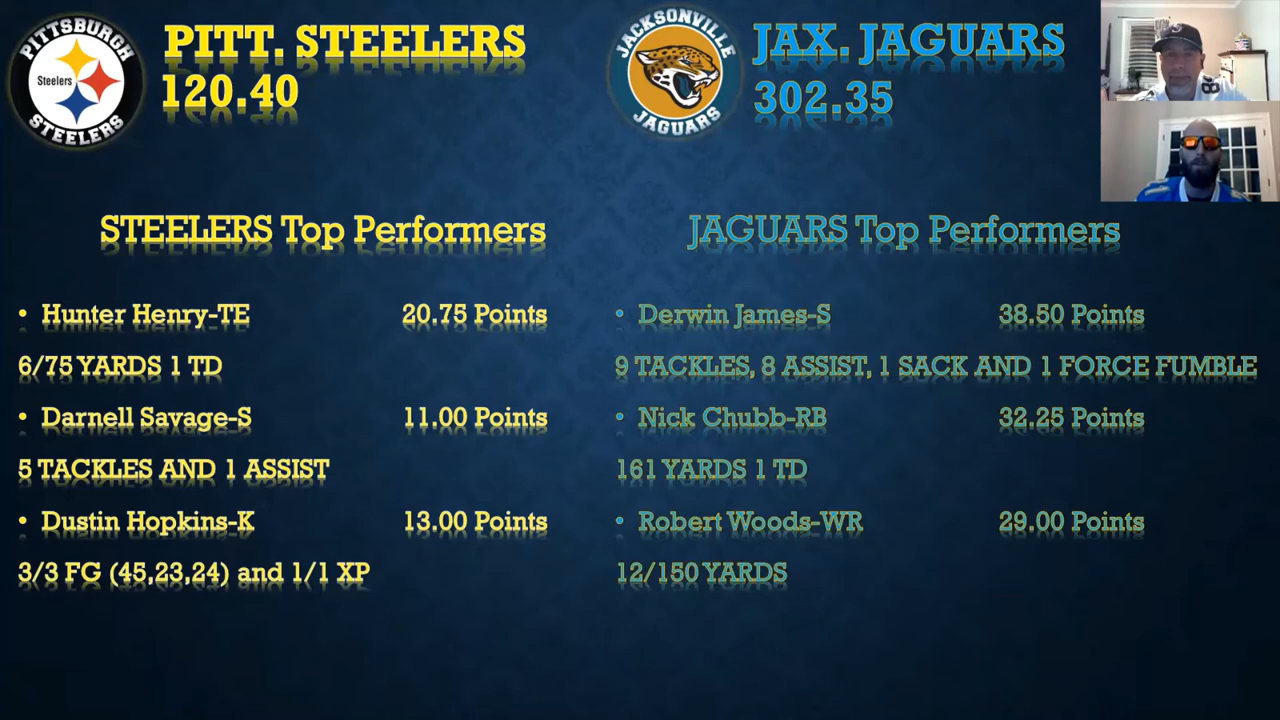 PITTSBURGH
Steelers
STEELERS
PITT. STEELERS
120.40
JACKSONVILLE
JAGUARS
JAX. JAGUARS
302.35
STEELERS Top Performers
• Hunter Henry-TE 20.75 Points
6/75 YARDS 1 TD
• Darnell Savage-S 11.00 Points
5 TACKLES AND 1 ASSIST
• Dustin Hopkins-K 13.00 Points
3/3 FG (45,23,24) and 1/1 XP
JAGUARS Top Performers
• Derwin James-S 38.50 Points
9 TACKLES, 8 ASSIST, 1 SACK AND 1 FORCE FUMBLE
• Nick Chubb-RB 32.25 Points
161 YARDS 1 TD
• Robert Woods-WR 29.00 Points
12/150 YARDS